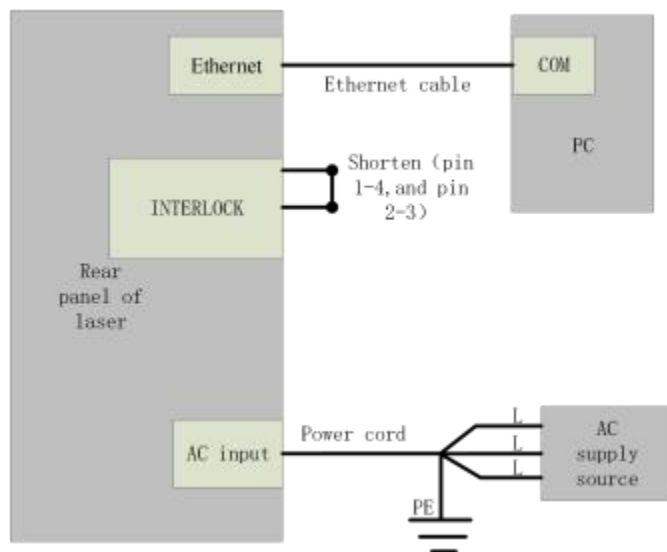 Ethernet
COM
Ethernet cable
PC
Shorten（pin
1-4,and pin
2-3）
INTERLOCK
Rear
panel of
laser
L
Power cord
AC input
L
L
AC
supply
source
PE